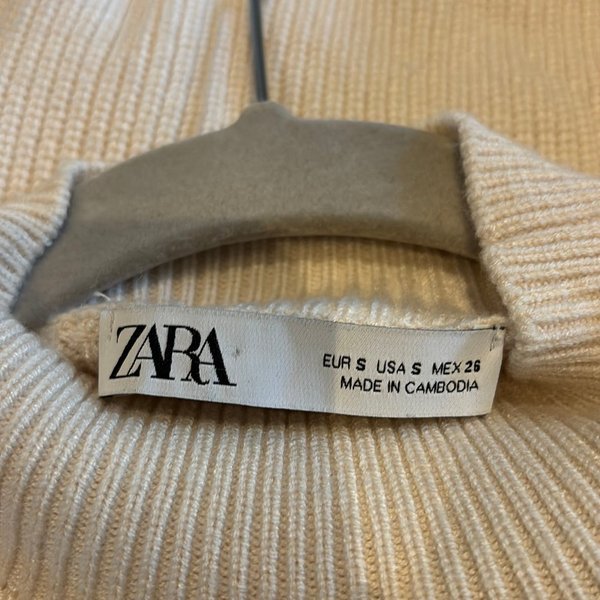 ZARA
EUR S USA S MEX 26
MADE IN CAMBODIA